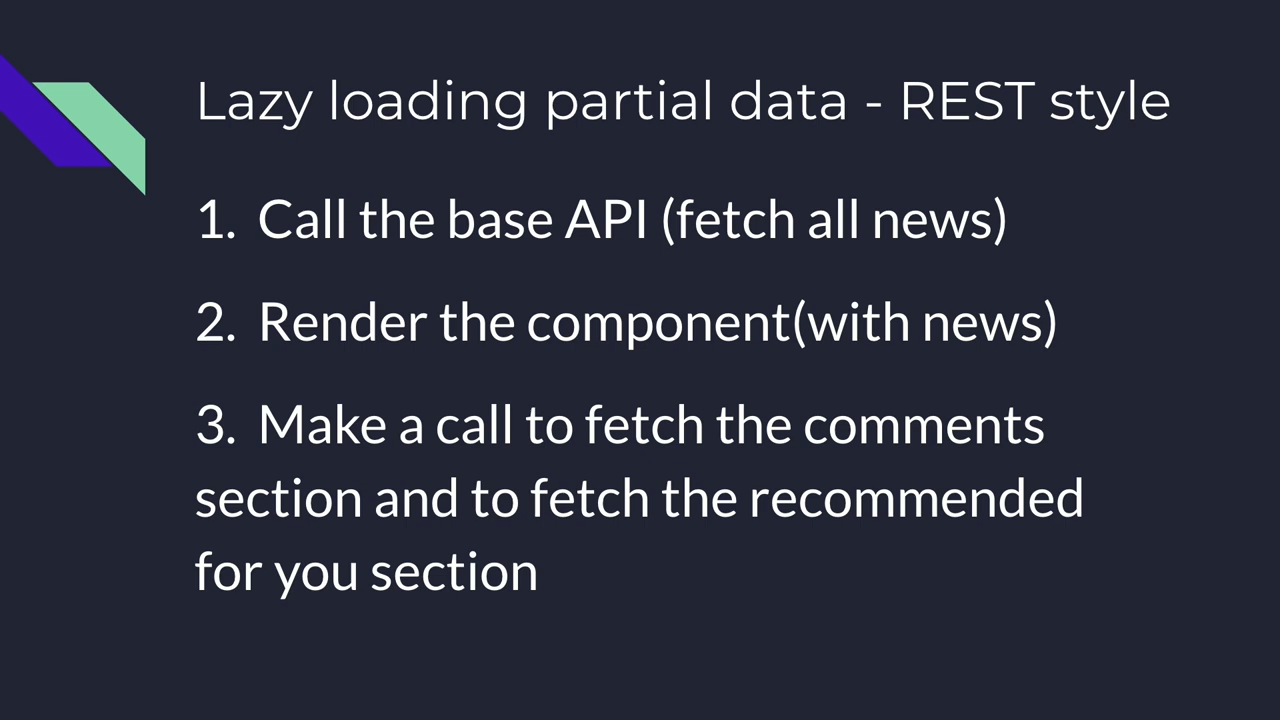 Lazy loading partial data - REST style
1. Call the base API (fetch all news)
2. Render the component(with news)
3. Make a call to fetch the comments
section and to fetch the recommended
for you section